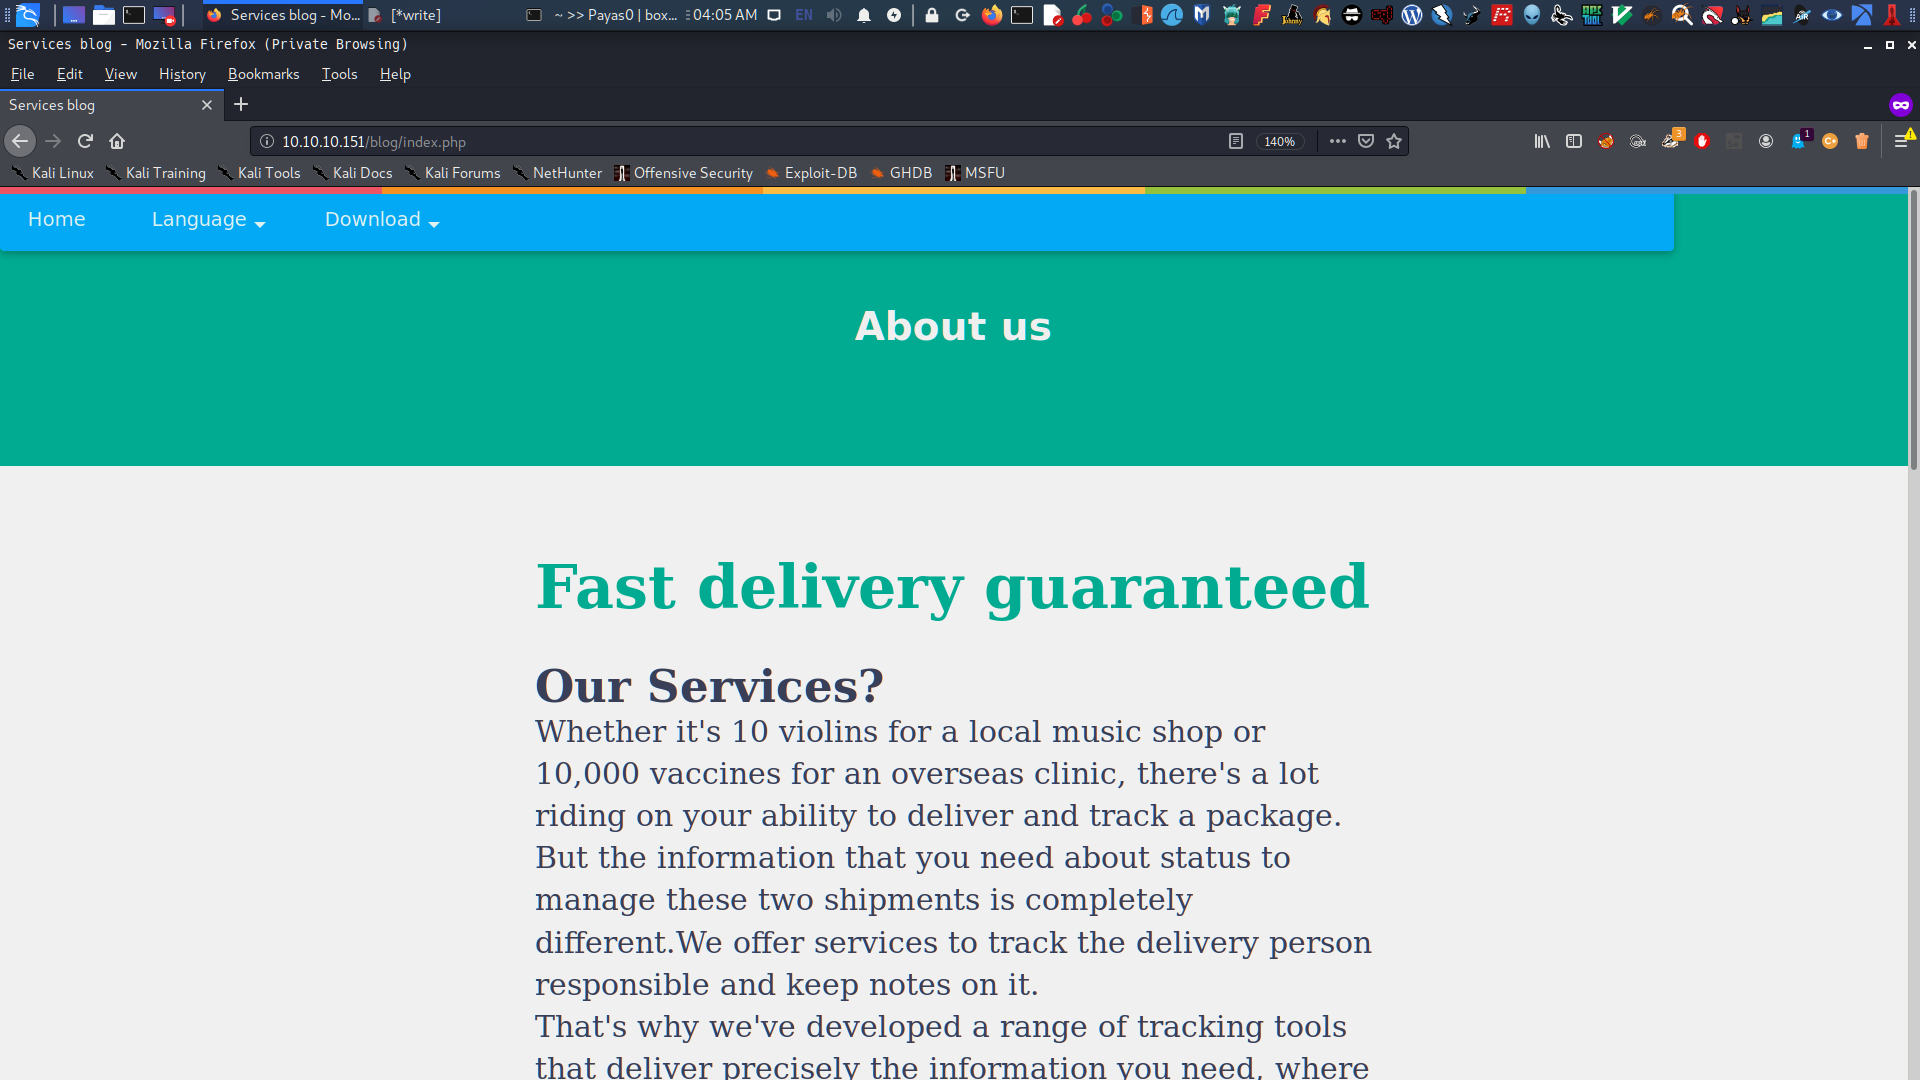 Services blog - Mo...
[*write]
~ >> Payas0 | box...
04:05 AM
EN
Services blog - Mozilla Firefox (Private Browsing)
File Edit View History Bookmarks Tools Help
Services blog
10.10.10.151/blog/index.php
140%
3
1
Kali Linux Kali Training Kali Tools Kali Docs Kali Forums NetHunter Offensive Security Exploit-DB GHDB MSFU
Home Language Download
About us
Fast delivery guaranteed
Our Services?
Whether it's 10 violins for a local music shop or
10,000 vaccines for an overseas clinic, there's a lot
riding on your ability to deliver and track a package.
But the information that you need about status to
manage these two shipments is completely
different.We offer services to track the delivery person
responsible and keep notes on it.
That's why we've developed a range of tracking tools
that deliver precisely the information you need, where